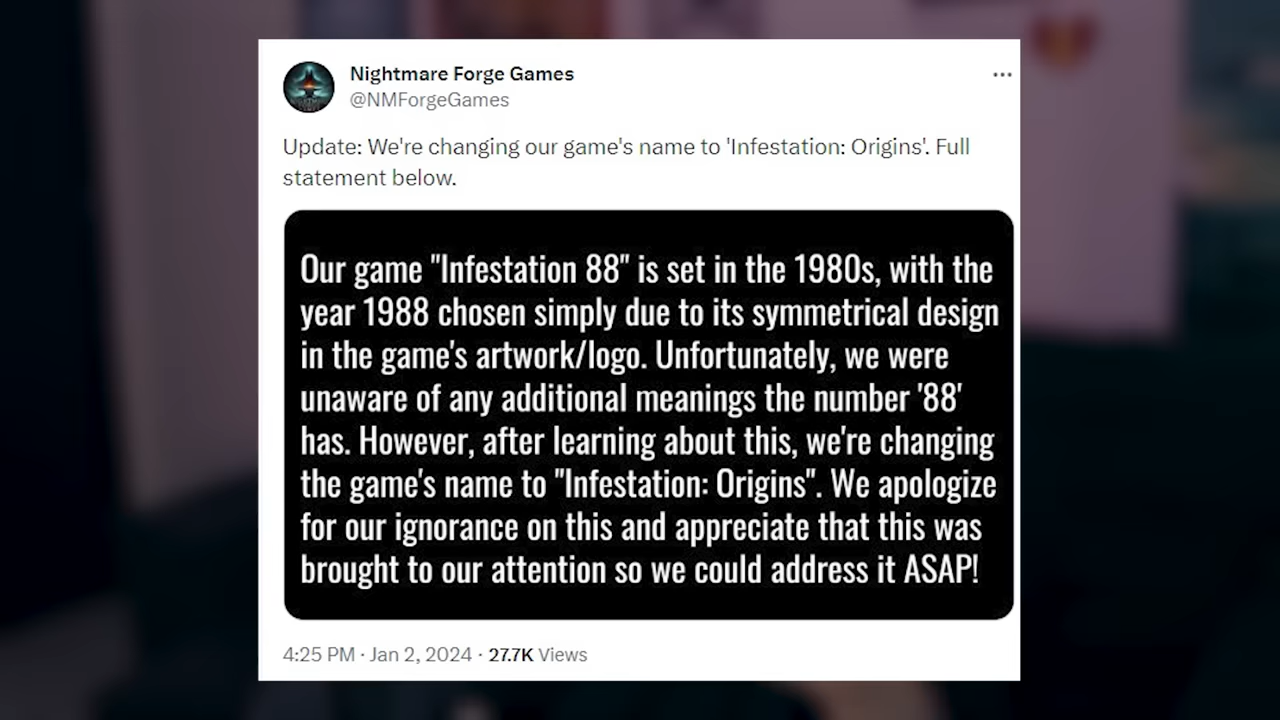 Nightmare Forge Games
@NMForgeGames
Update: We're changing our game's name to 'Infestation: Origins'. Full
statement below.
Our game "Infestation 88" is set in the 1980s, with the
year 1988 chosen simply due to its symmetrical design
in the game's artwork/logo. Unfortunately, we were
unaware of any additional meanings the number '88'
has. However, after learning about this, we're changing
the game's name to "Infestation: Origins". We apologize
for our ignorance on this and appreciate that this was
brought to our attention so we could address it ASAP!
4:25 PM · Jan 2, 2024 · 27.7K Views